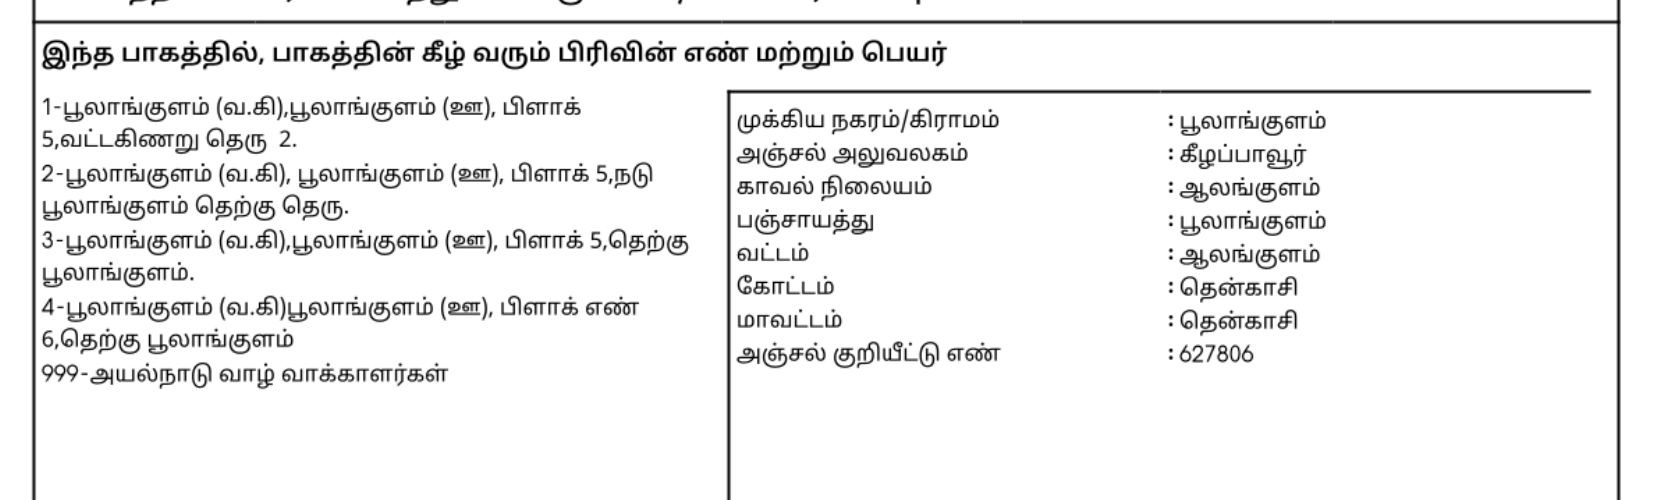 இந்த பாகத்தில், பாகத்தின் கீழ் வரும் பிரிவின் எண் மற்றும் பெயர்
1-பூலாங்குளம் (வ.கி),பூலாங்குளம் (ஊ), பிளாக்
5,வட்டகிணறு தெரு 2.
2-பூலாங்குளம் (வ.கி), பூலாங்குளம் (ஊ), பிளாக் 5,நடு
பூலாங்குளம் தெற்கு தெரு.
3-பூலாங்குளம் (வ.கி),பூலாங்குளம் (ஊ), பிளாக் 5,தெற்கு
பூலாங்குளம்.
4-பூலாங்குளம் (வ.கி)பூலாங்குளம் (ஊ), பிளாக் எண்
6,தெற்கு பூலாங்குளம்
999-அயல்நாடு வாழ் வாக்காளர்கள்
முக்கிய நகரம்/கிராமம் : பூலாங்குளம்
அஞ்சல் அலுவலகம் : கீழப்பாவூர்
காவல் நிலையம் : ஆலங்குளம்
பஞ்சாயத்து : பூலாங்குளம்
வட்டம் : ஆலங்குளம்
கோட்டம் : தென்காசி
மாவட்டம் : தென்காசி
அஞ்சல் குறியீட்டு எண் : 627806